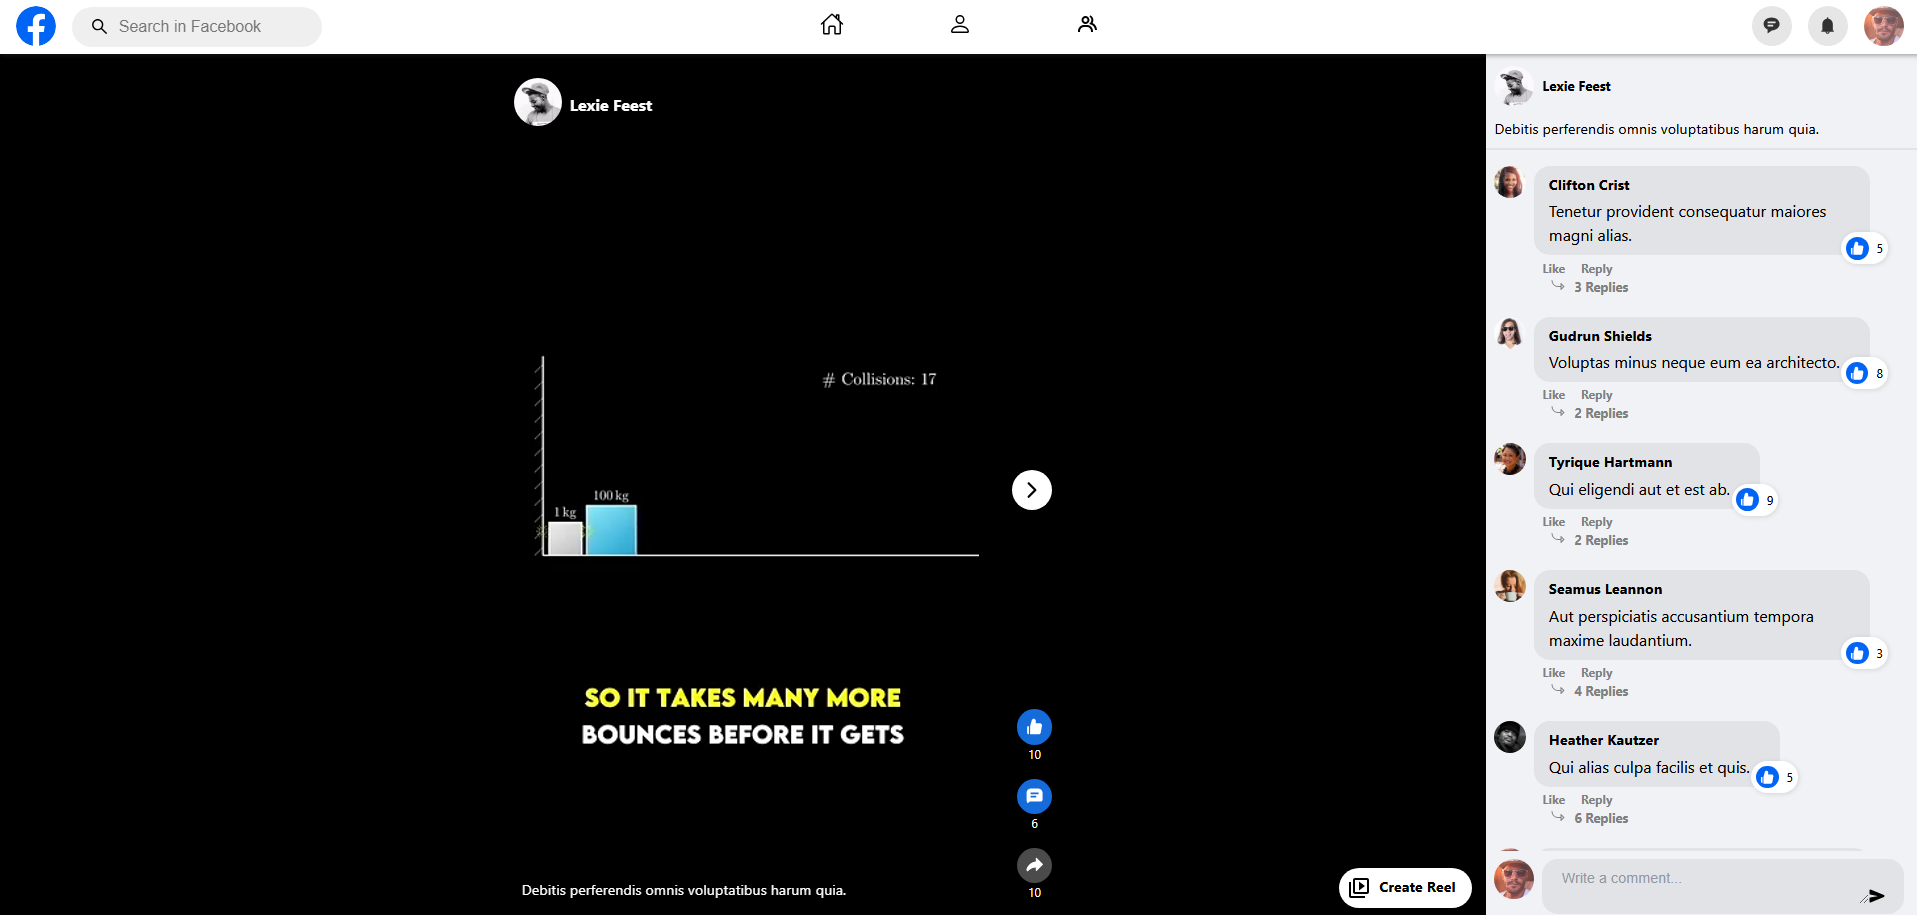 Search in Facebook
Lexie Feest
# Collisions: 17
100 kg
1 kg
SO IT TAKES MANY MORE
BOUNCES BEFORE IT GETS
10
6
10
Debitis perferendis omnis voluptatibus harum quia.
Create Reel
Lexie Feest
Debitis perferendis omnis voluptatibus harum quia.
Clifton Crist
Tenetur provident consequatur maiores
magni alias.
5
Like Reply
3 Replies
Gudrun Shields
Voluptas minus neque eum ea architecto.
8
Like Reply
2 Replies
Tyrique Hartmann
Qui eligendi aut et est ab.
9
Like Reply
2 Replies
Seamus Leannon
Aut perspiciatis accusantium tempora
maxime laudantium.
3
Like Reply
4 Replies
Heather Kautzer
Qui alias culpa facilis et quis.
5
Like Reply
6 Replies
Write a comment...